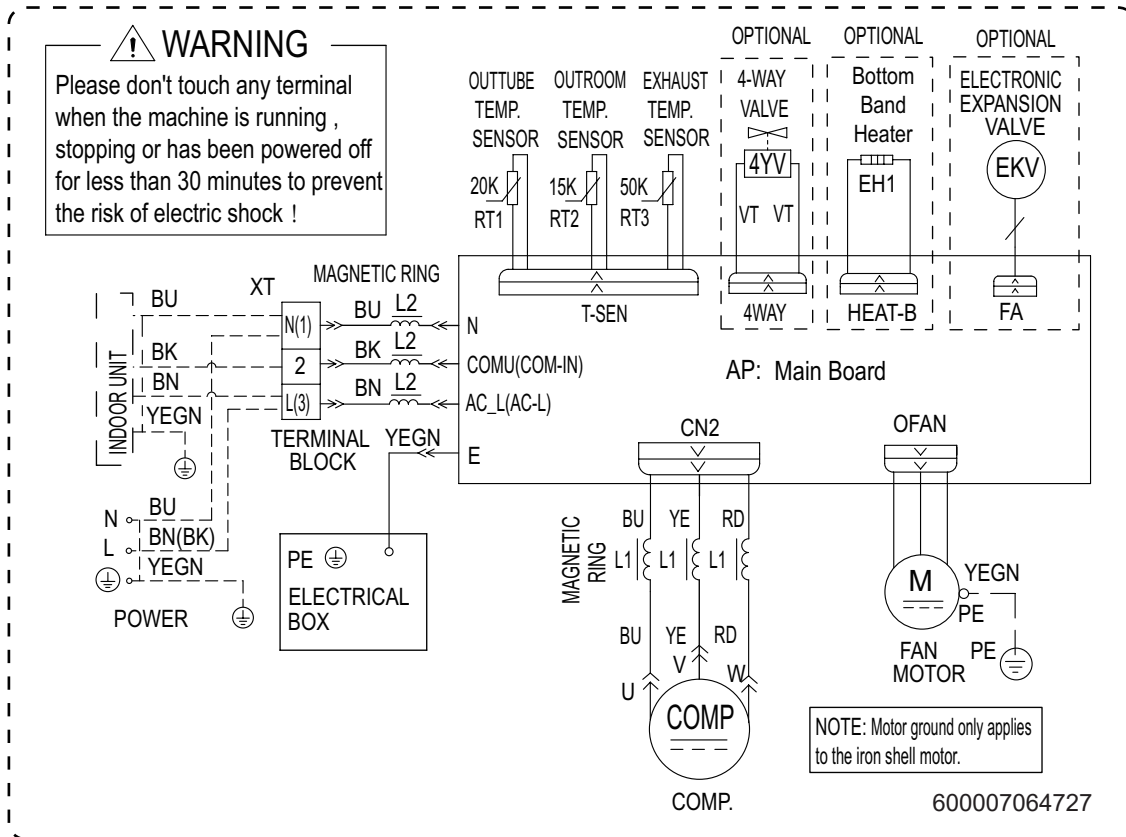 WARNING
Please don't touch any terminal
when the machine is running ,
stopping or has been powered off
for less than 30 minutes to prevent
the risk of electric shock !
OUTTUBE
TEMP.
SENSOR
OUTROOM
TEMP.
SENSOR
EXHAUST
TEMP.
SENSOR
20K
RT1
15K
RT2
50K
RT3
T-SEN
OPTIONAL
4-WAY
VALVE
4YV
VT VT
4WAY
OPTIONAL
Bottom
Band
Heater
EH1
HEAT-B
OPTIONAL
ELECTRONIC
EXPANSION
VALVE
EKV
FA
INDOOR UNIT
BU
BK
BN
YEGN
XT
N(1)
2
L(3)
TERMINAL
BLOCK
MAGNETIC RING
BU L2
BK L2
BN L2
YEGN
N
COMU(COM-IN)
AC_L(AC-L)
E
AP: Main Board
N BU
L BN(BK)
YEGN
POWER
PE
ELECTRICAL
BOX
CN2
MAGNETIC
RING
BU YE RD
L1 L1 L1
BU YE RD
U V W
COMP
COMP.
OFAN
M
YEGN
PE
PE
FAN
MOTOR
NOTE: Motor ground only applies
to the iron shell motor.
600007064727